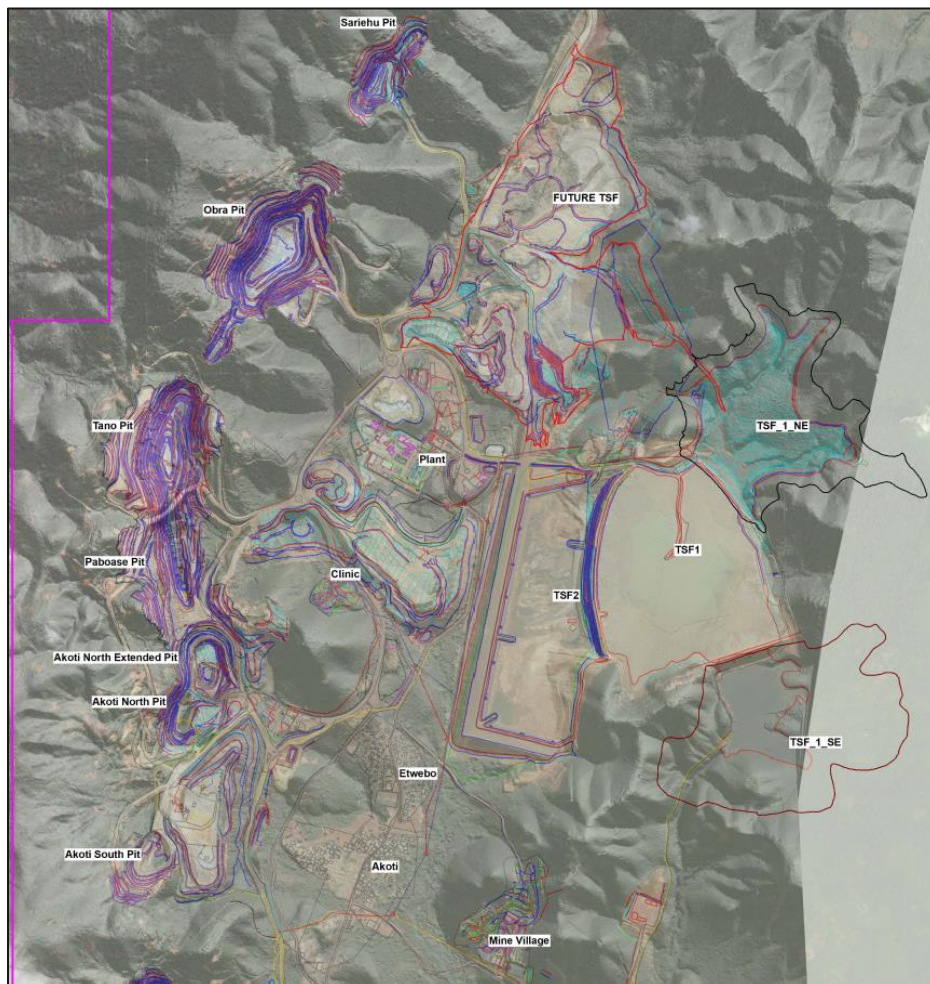 Sariehu Pit
FUTURE TSF
Obra Pit
Tano Pit
TSF_1_NE
Plant
TSF1
Paboase Pit
Clinic
TSF2
Akoti North Extended Pit
Akoti North Pit
TSF_1_SE
Etwebo
Akoti South Pit
Akoti
Mine Village